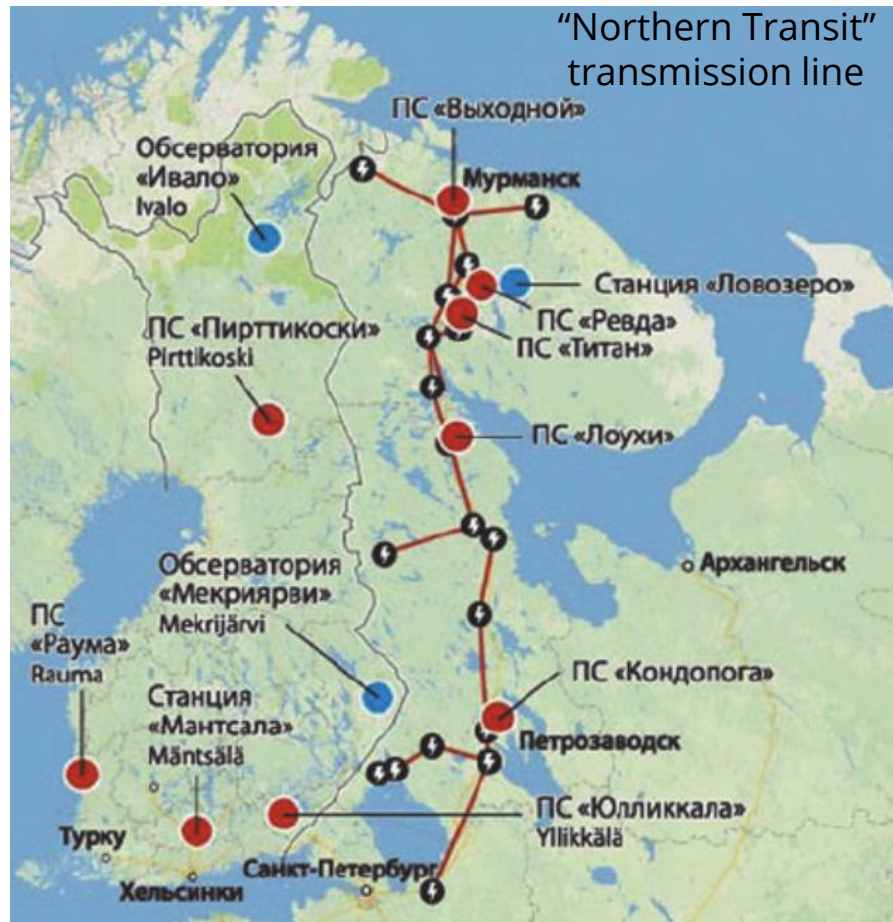 “Northern Transit”
transmission line
ПС «Выходной»
Обсерватория
«Ивало»
Ivalo
Мурманск
Станция «Ловозеро»
ПС «Ревда»
ПС «Титан»
ПС «Пирттикоски»
Pirttikoski
ПС «Лоухи»
Архангельск
Обсерватория
«Мекриярви»
Mekrijärvi
ПС
«Раума»
Rauma
Станция
«Мантсала»
Mäntsälä
ПС «Кондопога»
Петрозаводск
ПС «Юлликкала»
Yllikkälä
Турку
Хельсинки
Санкт-Петербург